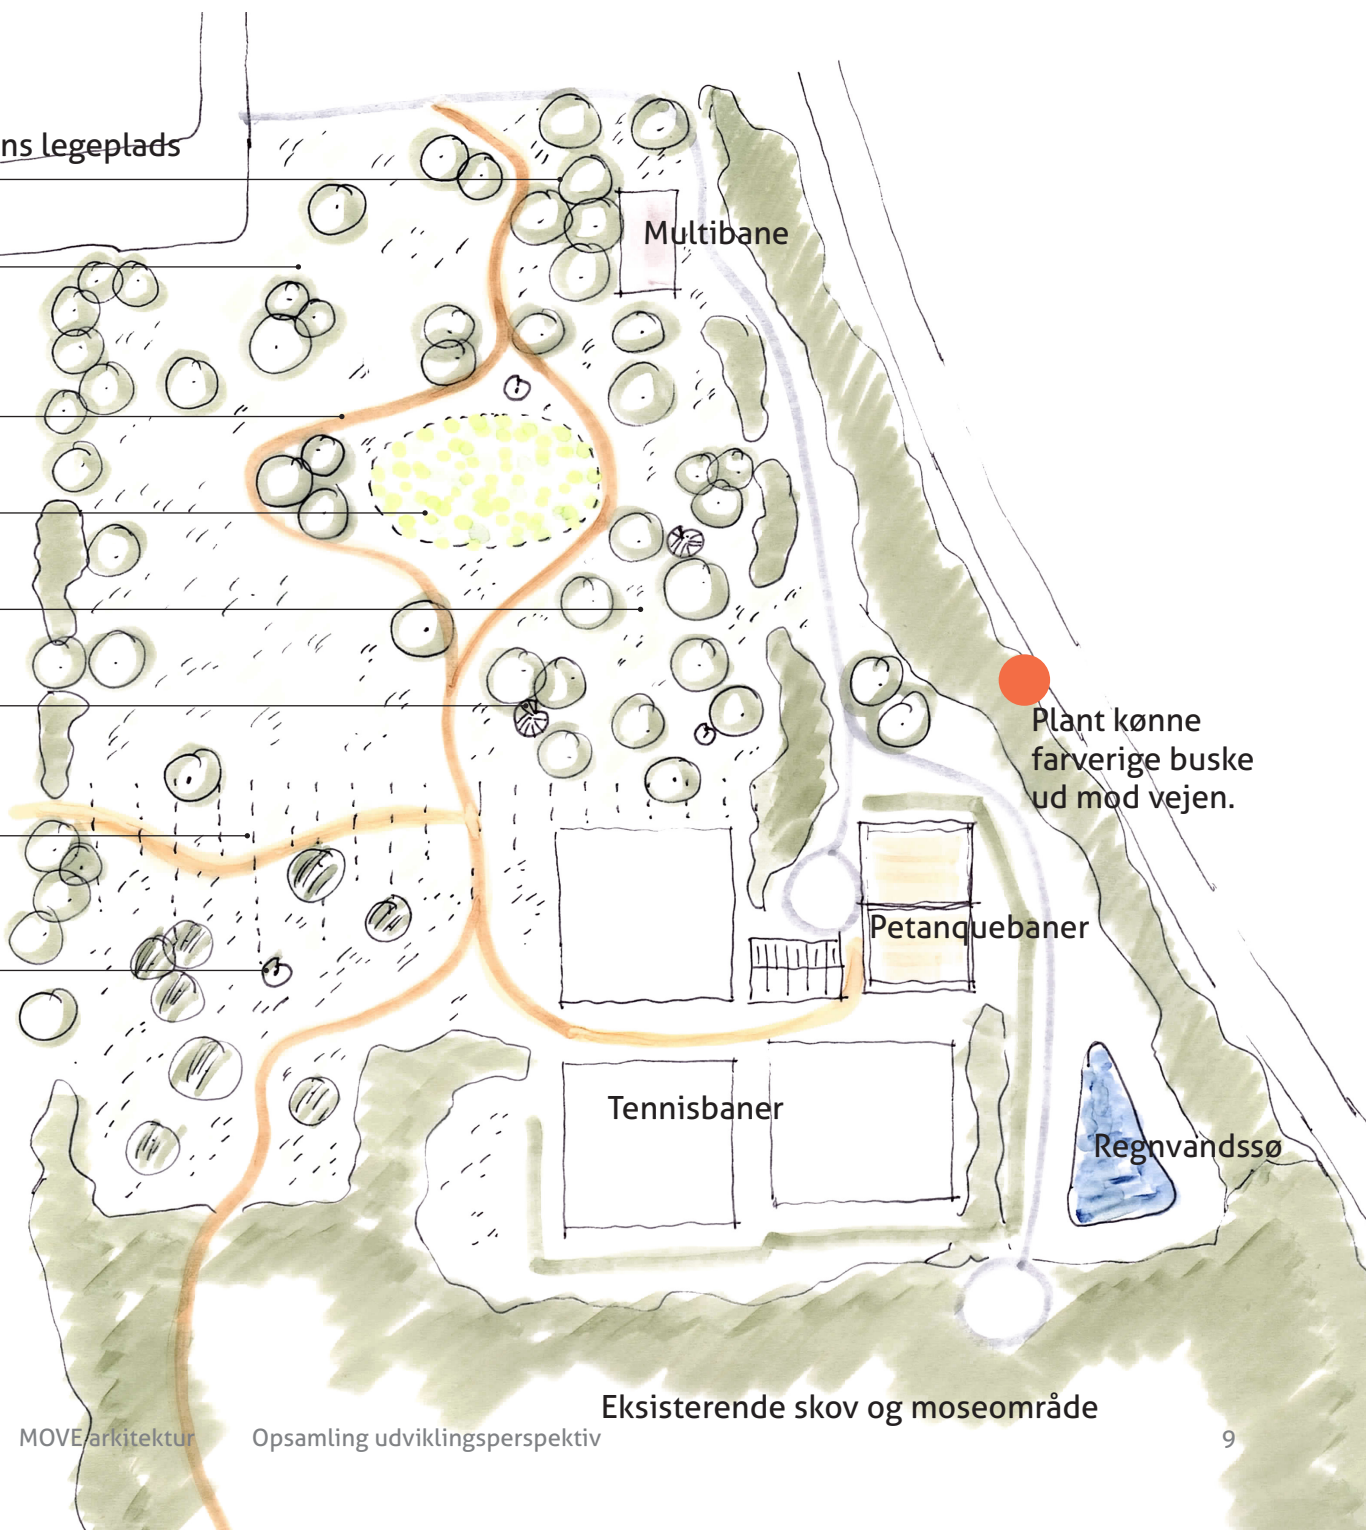 ns legeplads
Multibane
Plant kønne
farverige buske
ud mod vejen.
Petanquebaner
Tennisbaner
Regnvandssø
Eksisterende skov og moseområde
MOVE arkitektur
Opsamling udviklingsperspektiv
9